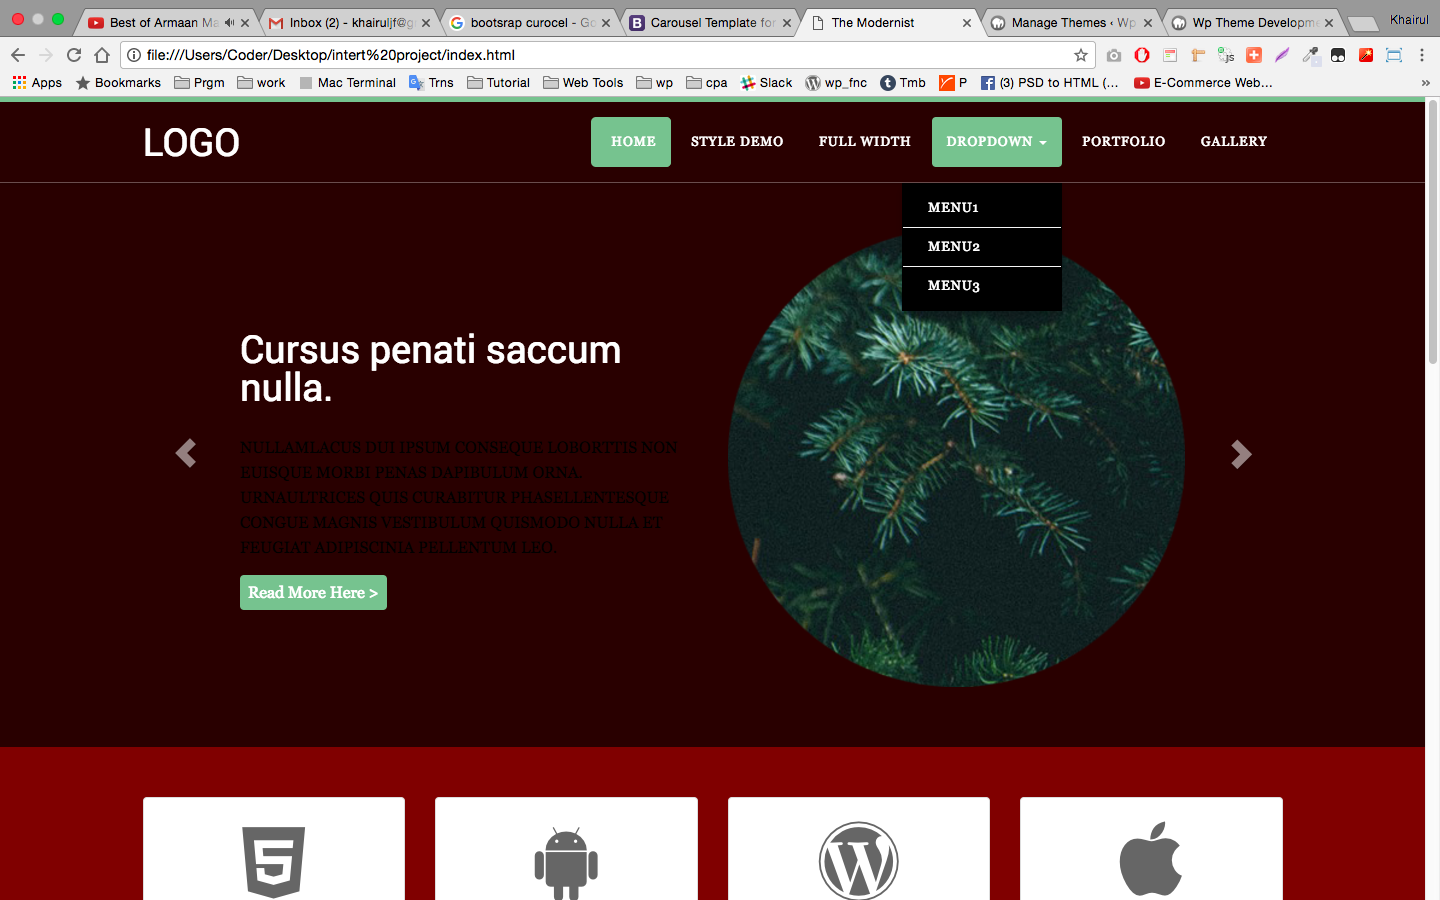 Best of Armaan Ma
Inbox (2) - khairuljf@g
bootsrap curocel - Go
Carousel Template for
The Modernist
Manage Themes ‹ Wp
Wp Theme Developme
Khairul
file:///Users/Coder/Desktop/intert%20project/index.html
Apps Bookmarks Prgm work Mac Terminal Trns Tutorial Web Tools wp cpa Slack wp_fnc Tmb P (3) PSD to HTML (... E-Commerce Web... »
LOGO
HOME STYLE DEMO FULL WIDTH DROPDOWN PORTFOLIO GALLERY
MENU1
MENU2
MENU3
Cursus penati saccum
nulla.
NULLAMLACUS DUI IPSUM CONSEQUE LOBORTTIS NON
EUISQUE MORBI PENAS DAPIBULUM ORNA.
URNAULTRICES QUIS CURABITUR PHASELLENTESQUE
CONGUE MAGNIS VESTIBULUM QUISMODO NULLA ET
FEUGIAT ADIPISCINIA PELLENTUM LEO.
Read More Here >